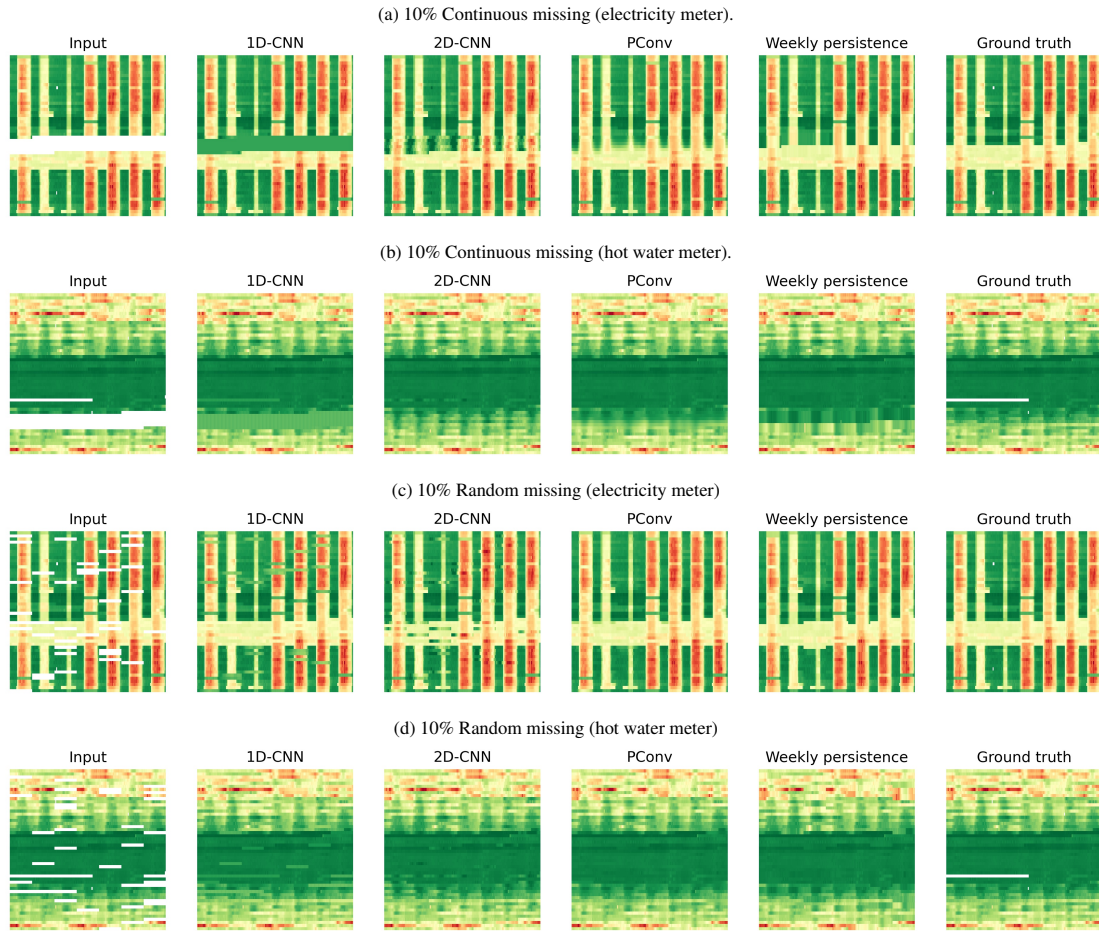 (a) 10% Continuous missing (electricity meter).
Input 1D-CNN 2D-CNN PConv Weekly persistence Ground truth
(b) 10% Continuous missing (hot water meter).
Input 1D-CNN 2D-CNN PConv Weekly persistence Ground truth
(c) 10% Random missing (electricity meter)
Input 1D-CNN 2D-CNN PConv Weekly persistence Ground truth
(d) 10% Random missing (hot water meter)
Input 1D-CNN 2D-CNN PConv Weekly persistence Ground truth